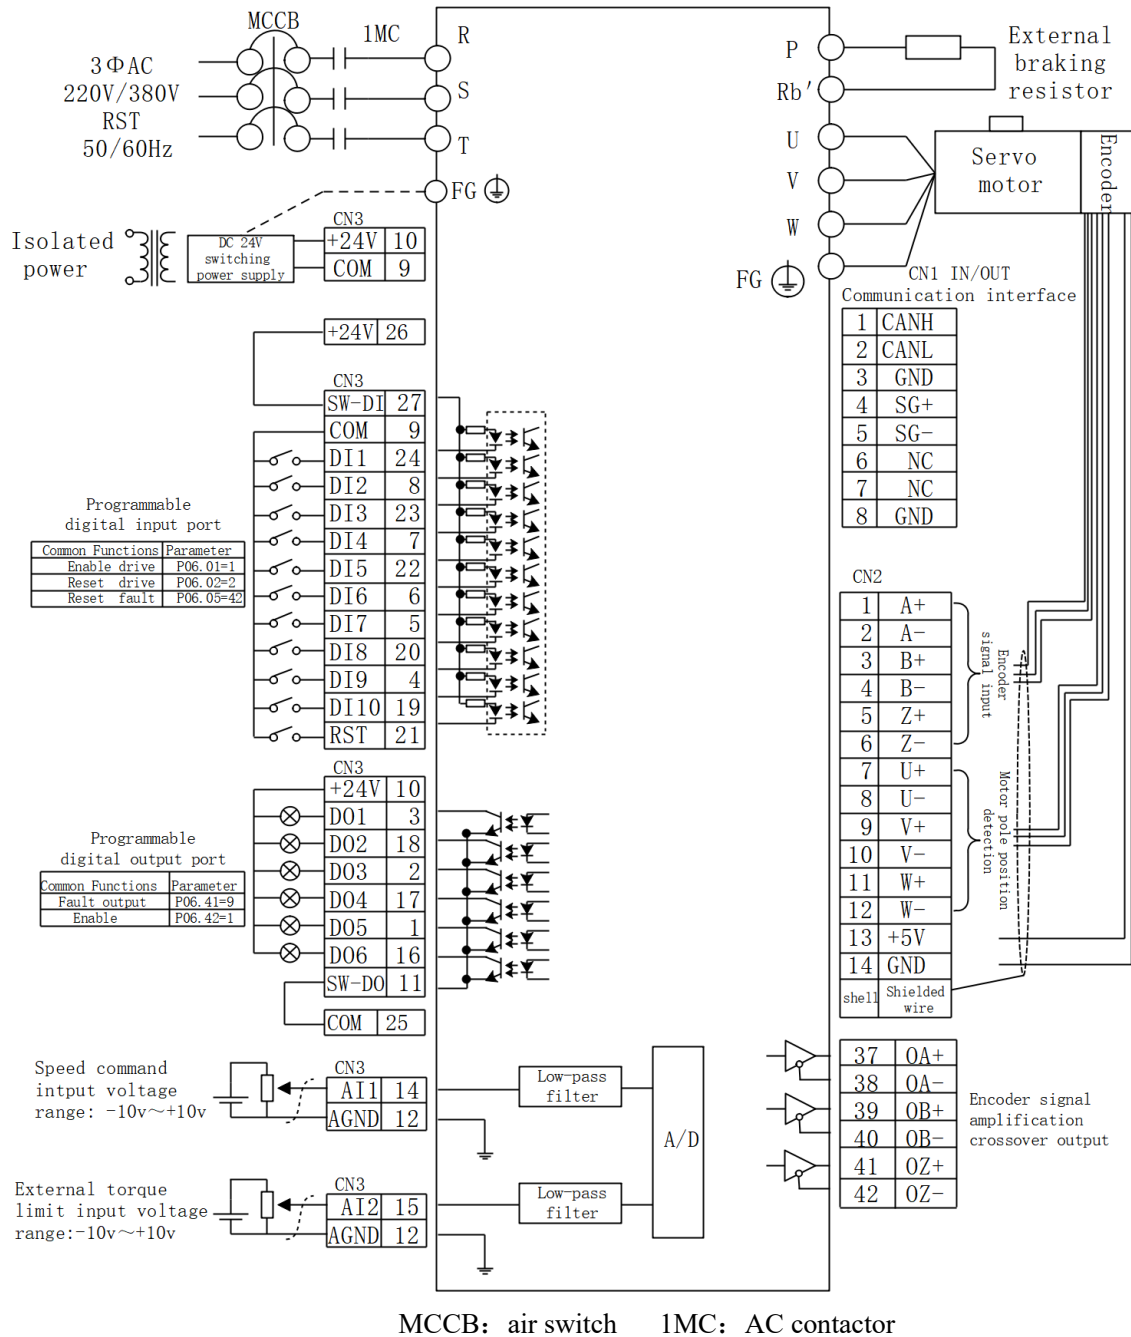 MCCB
1MC
3ΦAC
220V/380V
RST
50/60Hz
R
S
T
FG
Isolated
power
DC 24V
switching
power supply
CN3
+24V 10
COM 9
+24V 26
CN3
SW-DI 27
COM 9
DI1 24
DI2 8
DI3 23
DI4 7
DI5 22
DI6 6
DI7 5
DI8 20
DI9 4
DI10 19
RST 21
Programmable
digital input port
Common Functions Parameter
Enable drive P06.01=1
Reset drive P06.02=2
Reset fault P06.05=42
CN3
+24V 10
DO1 3
DO2 18
DO3 2
DO4 17
DO5 1
DO6 16
SW-DO 11
COM 25
Programmable
digital output port
Common Functions Parameter
Fault output P06.41=9
Enable P06.42=1
Speed command
intput voltage
range: -10v~+10v
CN3
AI1 14
AGND 12
External torque
limit input voltage
range:-10v~+10v
CN3
AI2 15
AGND 12
Low-pass
filter
Low-pass
filter
A/D
P
Rb'
U
V
W
FG
External
braking
resistor
Servo
motor
Encoder
CN1 IN/OUT
Communication interface
1 CANH
2 CANL
3 GND
4 SG+
5 SG-
6 NC
7 NC
8 GND
CN2
1 A+
2 A-
3 B+
4 B-
5 Z+
6 Z-
7 U+
8 U-
9 V+
10 V-
11 W+
12 W-
13 +5V
14 GND
shell Shielded
wire
Encoder
signal input
Motor pole position
detection
37 OA+
38 OA-
39 OB+
40 OB-
41 OZ+
42 OZ-
Encoder signal
amplification
crossover output
MCCB：air switch 1MC：AC contactor